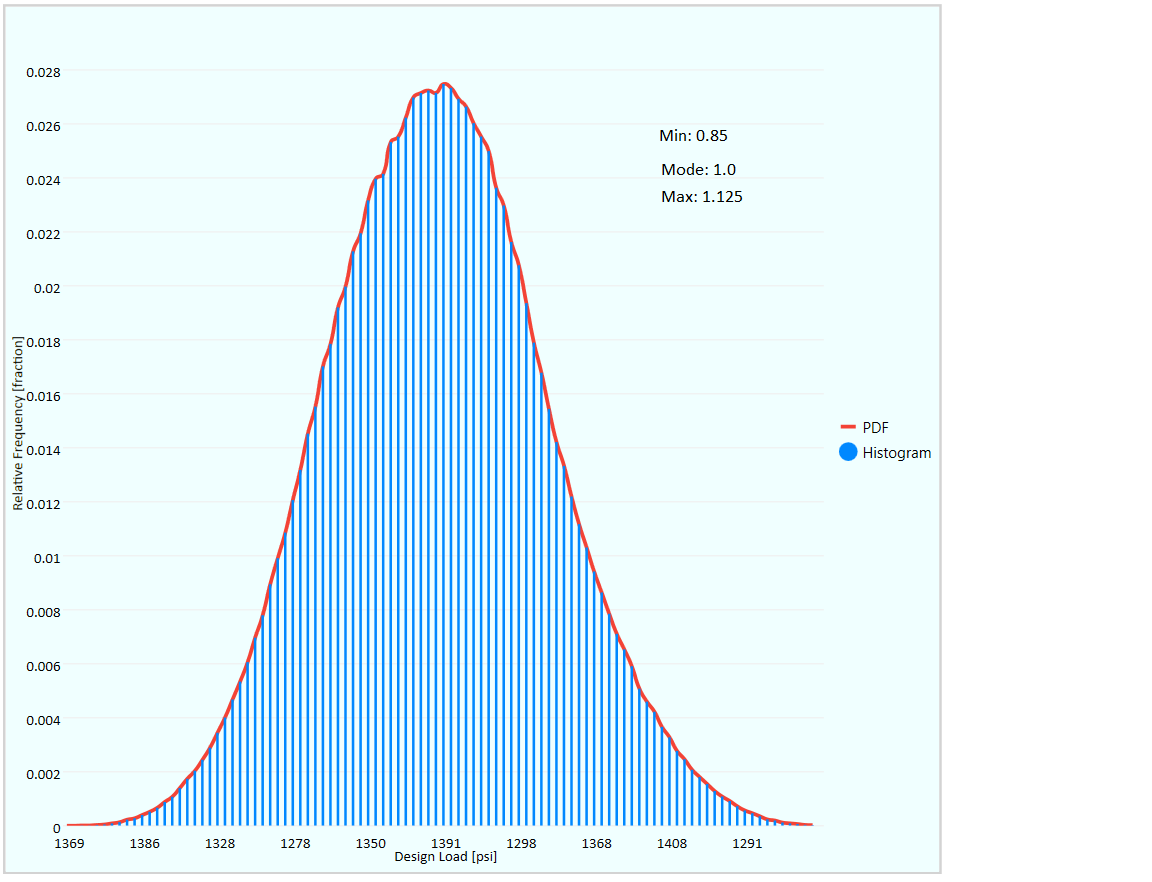 0.028
0.026
0.024
0.022
0.02
0.018
0.016
0.014
0.012
0.01
0.008
0.006
0.004
0.002
0
Relative Frequency [fraction]
Min: 0.85
Mode: 1.0
Max: 1.125
PDF
Histogram
1369 1386 1328 1278 1350 1391 1298 1368 1408 1291
Design Load [psi]